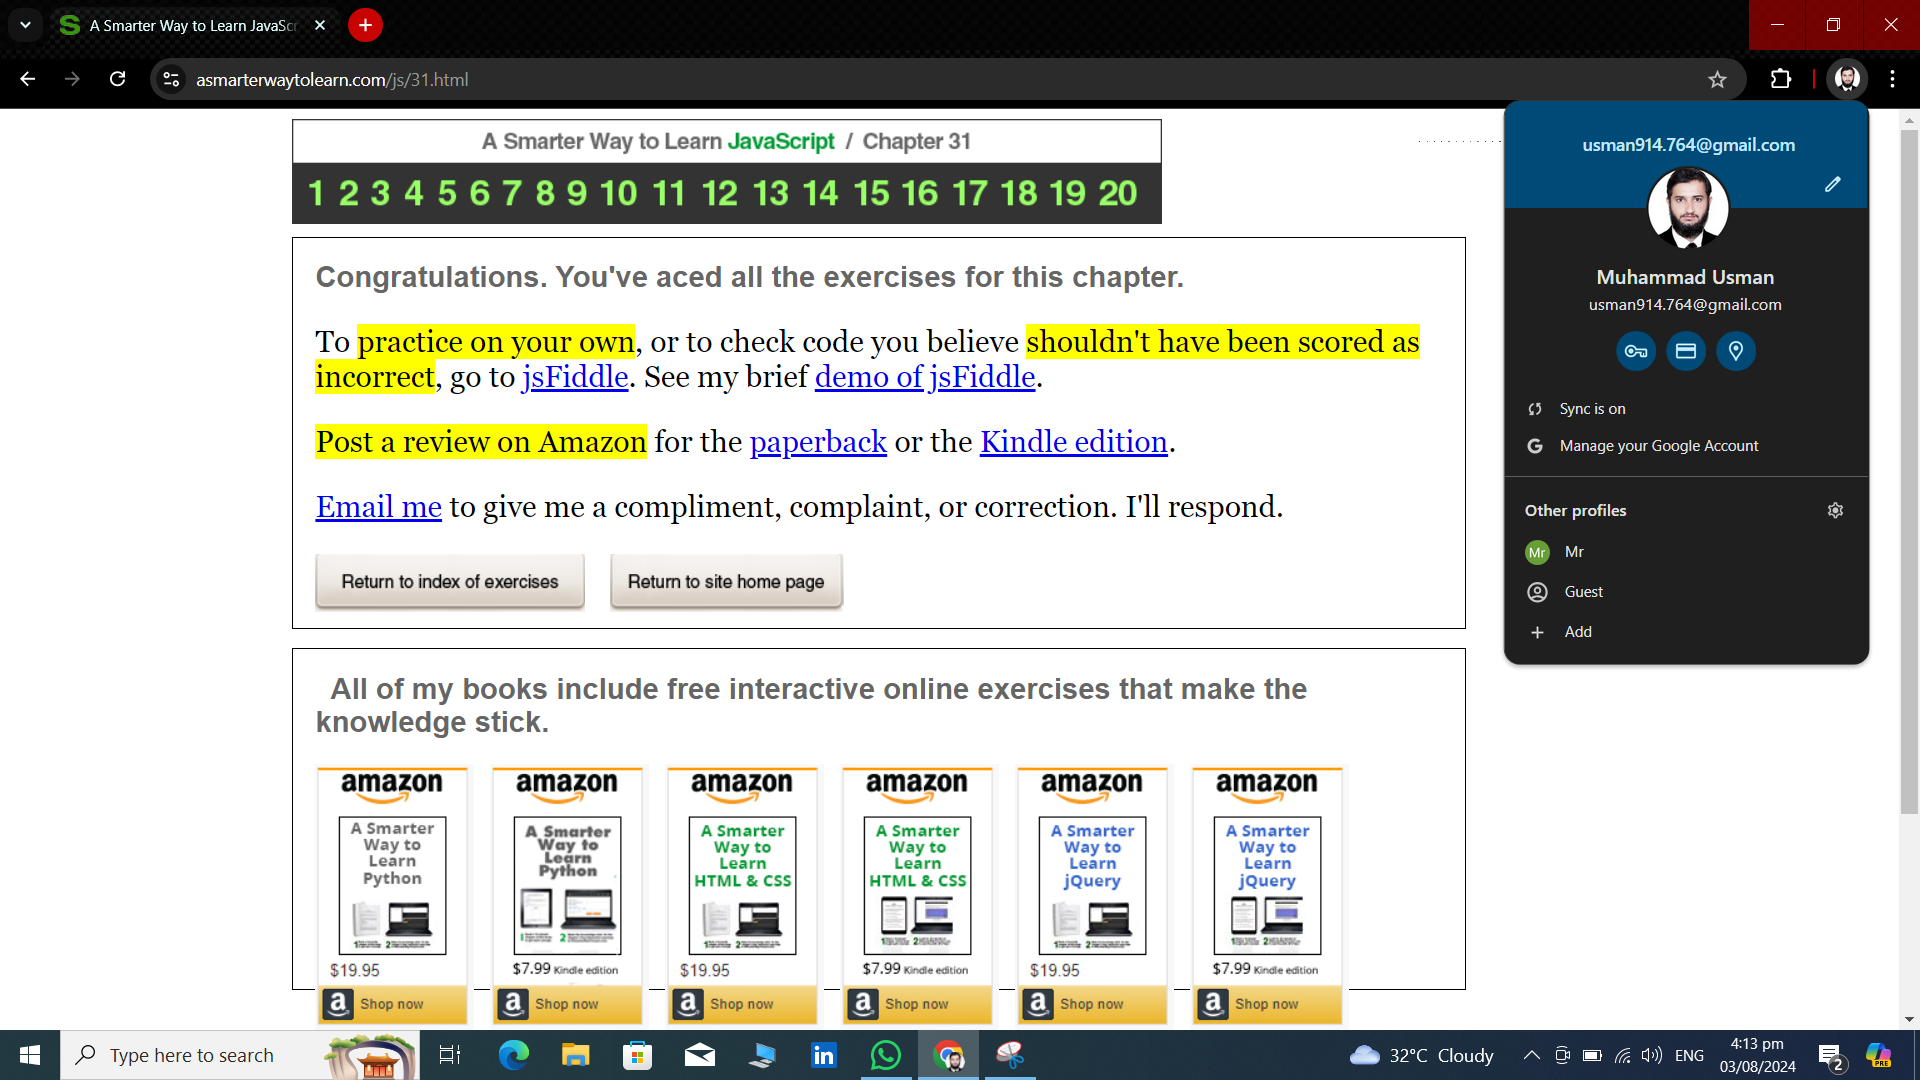 A Smarter Way to Learn JavaScr
asmarterwaytolearn.com/js/31.html
A Smarter Way to Learn JavaScript / Chapter 31
1 2 3 4 5 6 7 8 9 10 11 12 13 14 15 16 17 18 19 20
Congratulations. You've aced all the exercises for this chapter.
To practice on your own, or to check code you believe shouldn't have been scored as
incorrect, go to jsFiddle. See my brief demo of jsFiddle.
Post a review on Amazon for the paperback or the Kindle edition.
Email me to give me a compliment, complaint, or correction. I'll respond.
Return to index of exercises
Return to site home page
usman914.764@gmail.com
Muhammad Usman
usman914.764@gmail.com
Sync is on
Manage your Google Account
Other profiles
Mr Mr
Guest
Add
All of my books include free interactive online exercises that make the
knowledge stick.
amazon
A Smarter
Way to
Learn
Python
$19.95
Shop now
amazon
A Smarter
Way to
Learn
Python
$7.99 Kindle edition
Shop now
amazon
A Smarter
Way to
Learn
HTML & CSS
$19.95
Shop now
amazon
A Smarter
Way to
Learn
HTML & CSS
$7.99 Kindle edition
Shop now
amazon
A Smarter
Way to
Learn
jQuery
$19.95
Shop now
amazon
A Smarter
Way to
Learn
jQuery
$7.99 Kindle edition
Shop now
Type here to search
32°C Cloudy
ENG
4:13 pm
03/08/2024
2
PRE